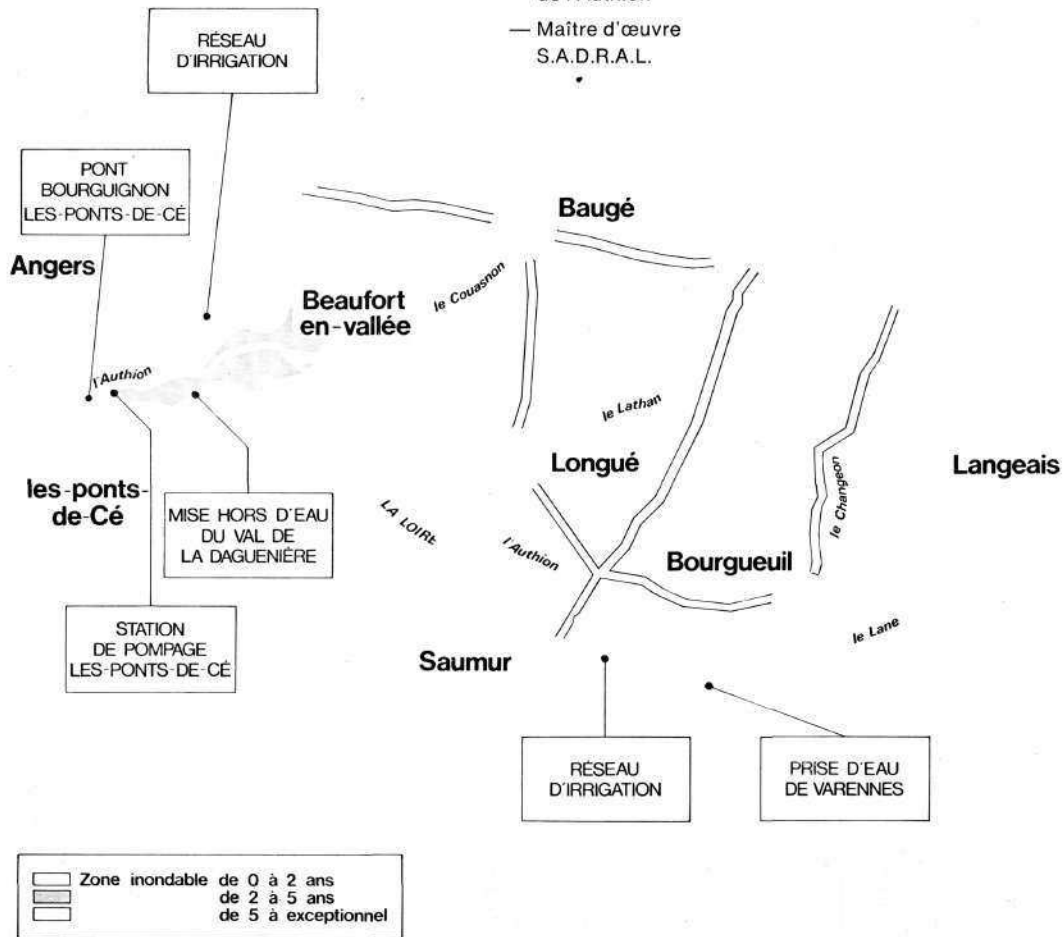 de l'Authion
— Maître d'œuvre
S.A.D.R.A.L.
RÉSEAU
D'IRRIGATION
PONT
BOURGUIGNON
LES-PONTS-DE-CÉ
Angers
Baugé
le Couasnon
Beaufort
en-vallée
l'Authion
le Lathan
Longué
Langeais
le Changeon
les-ponts-
de-Cé
MISE HORS D'EAU
DU VAL DE
LA DAGUENIÈRE
LA LOIRE
l'Authion
Bourgueil
STATION
DE POMPAGE
LES-PONTS-DE-CÉ
le Lane
Saumur
RÉSEAU
D'IRRIGATION
PRISE D'EAU
DE VARENNES
Zone inondable de 0 à 2 ans
de 2 à 5 ans
de 5 à exceptionnel